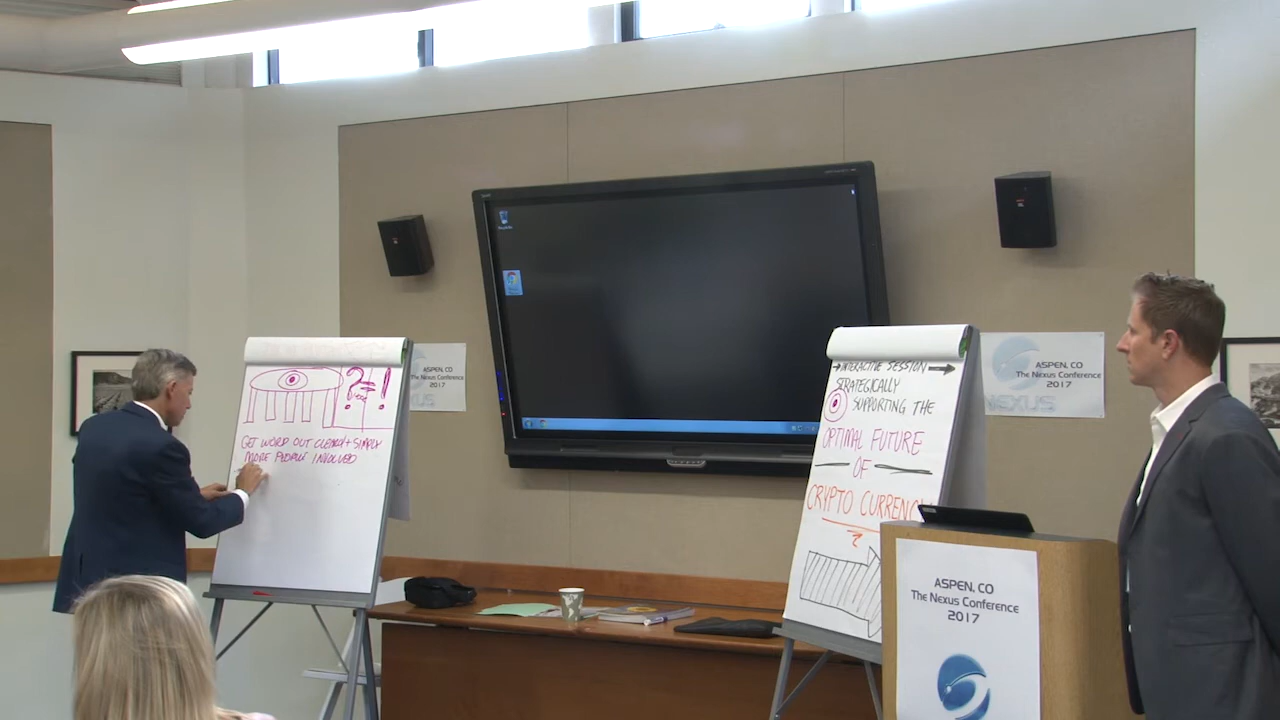 ?=!
GET WORD OUT CLEARLY + SIMPLY
MORE PEOPLE INVOLVED
ASPEN, CO
The Nexus Conference
2017
→INTERACTIVE SESSION
STRATEGICALLY
SUPPORTING THE
OPTIMAL FUTURE
OF
CRYPTO CURRENCY
ASPEN, CO
The Nexus Conference
2017
NEXUS
ASPEN, CO
The Nexus Conference
2017